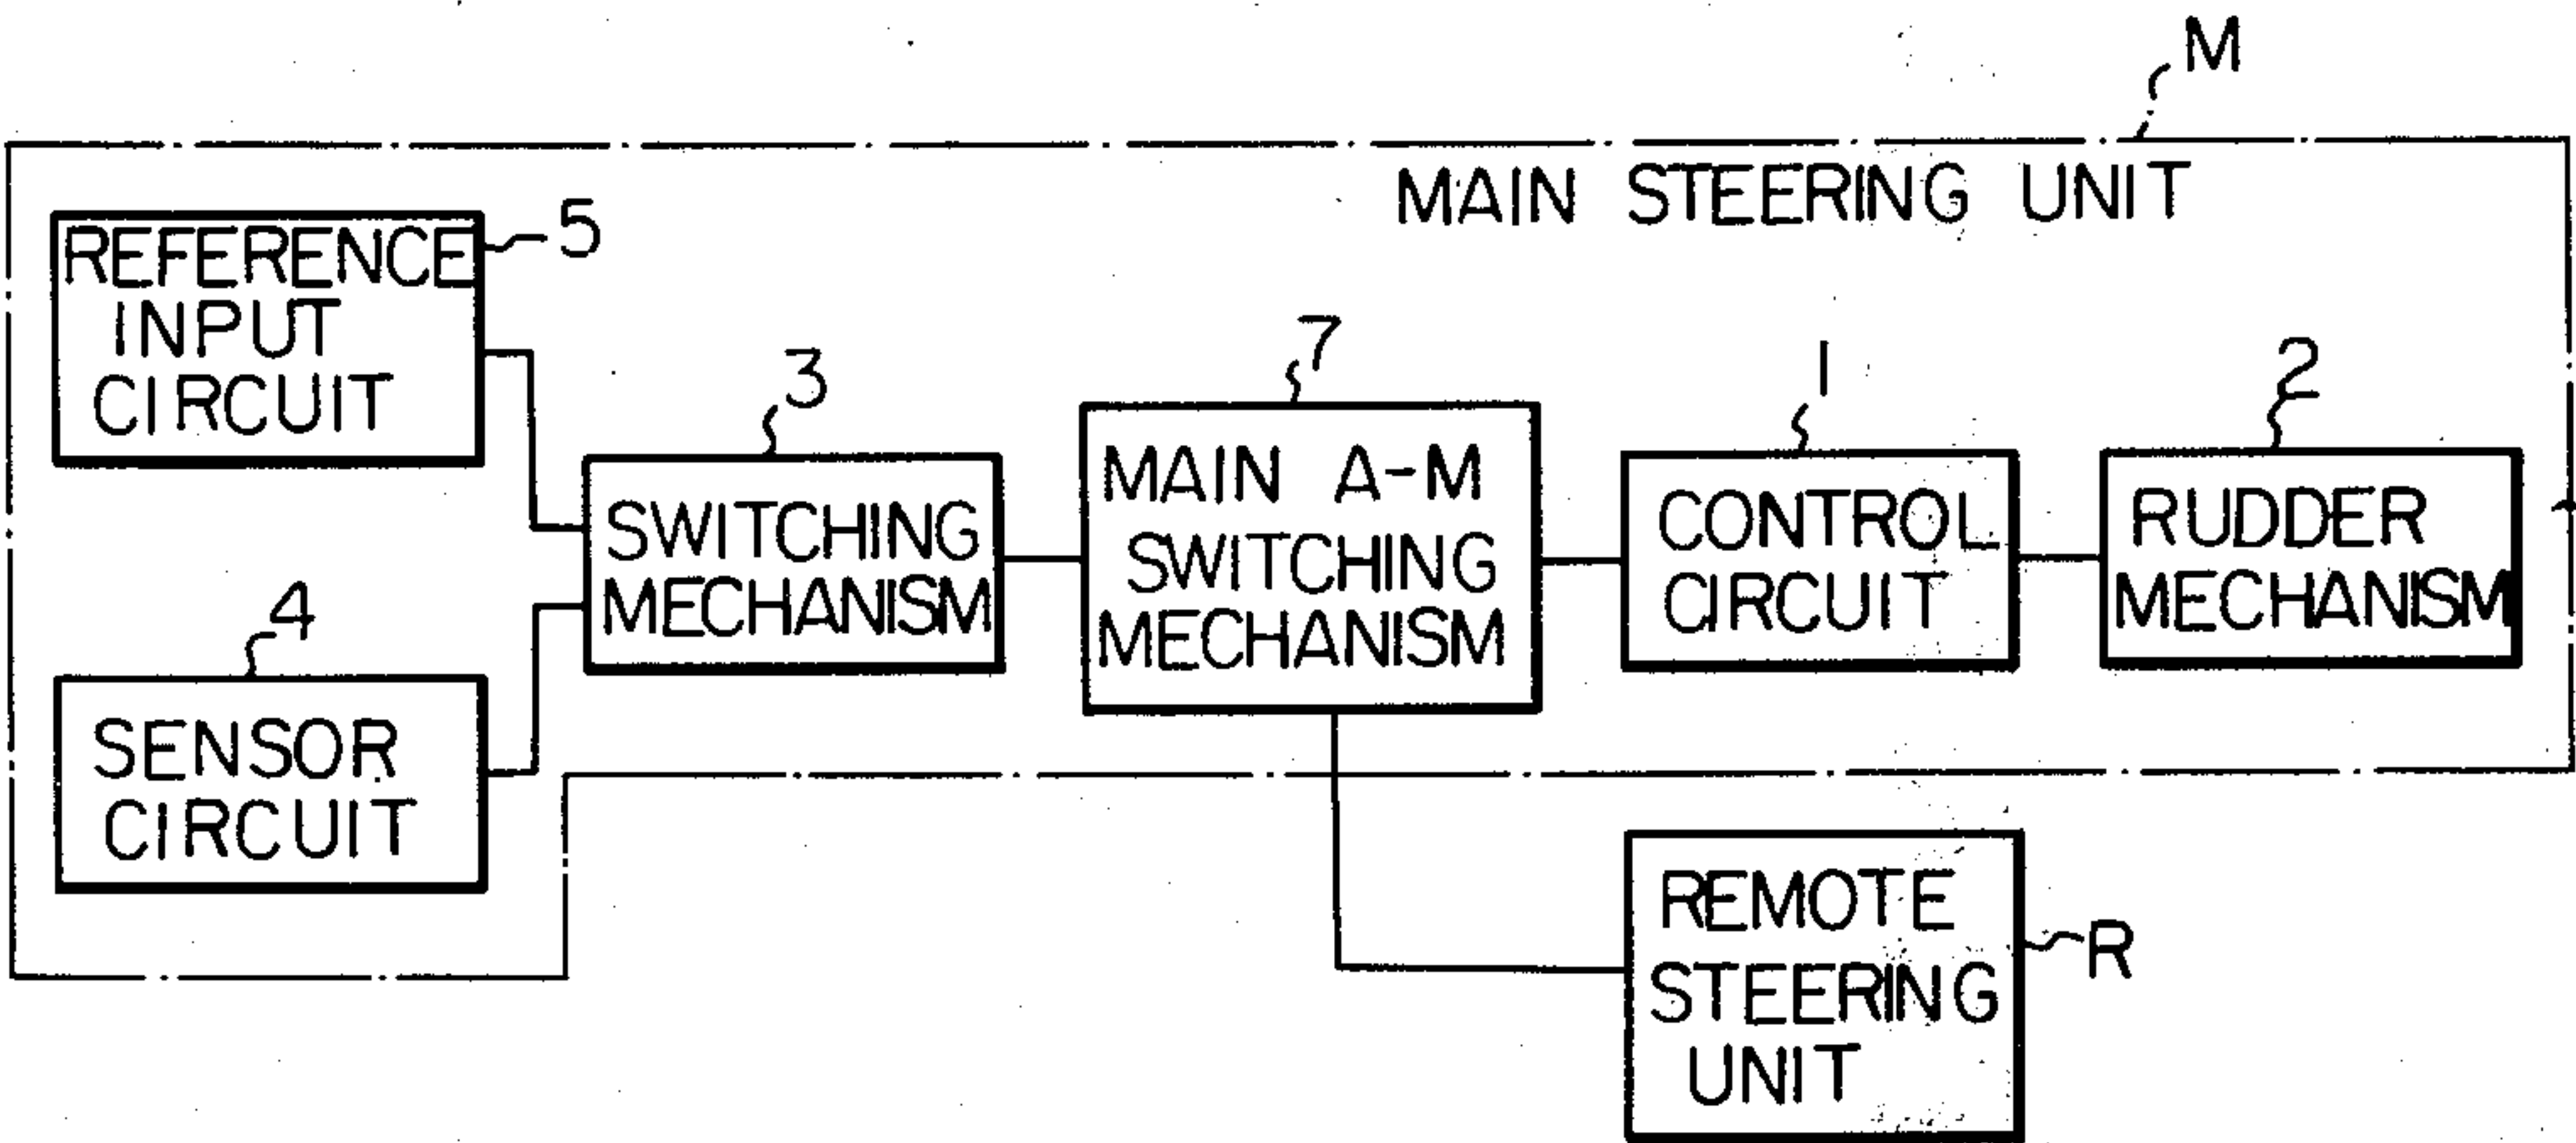 M
MAIN STEERING UNIT
REFERENCE
INPUT
CIRCUIT
5
SENSOR
CIRCUIT
4
SWITCHING
MECHANISM
3
MAIN A-M
SWITCHING
MECHANISM
7
CONTROL
CIRCUIT
1
RUDDER
MECHANISM
2
REMOTE
STEERING
UNIT
R